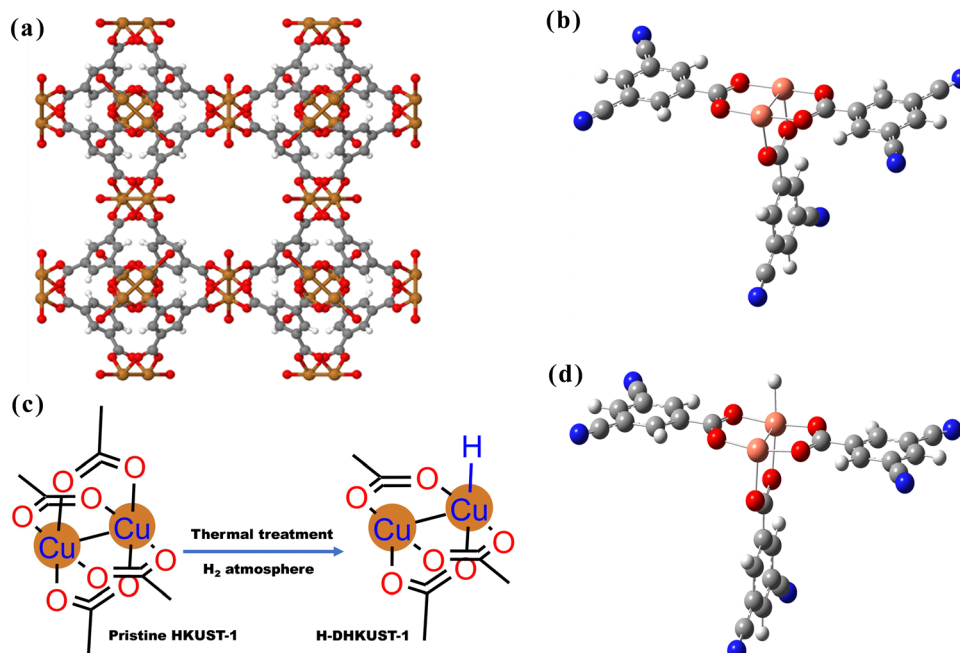 (a)
(b)
(c)
(d)
O O
O O
Cu Cu
O O
O O
Pristine HKUST-1
Thermal treatment
H₂ atmosphere
H
O
O
Cu Cu
O O
O O
H-DHKUST-1